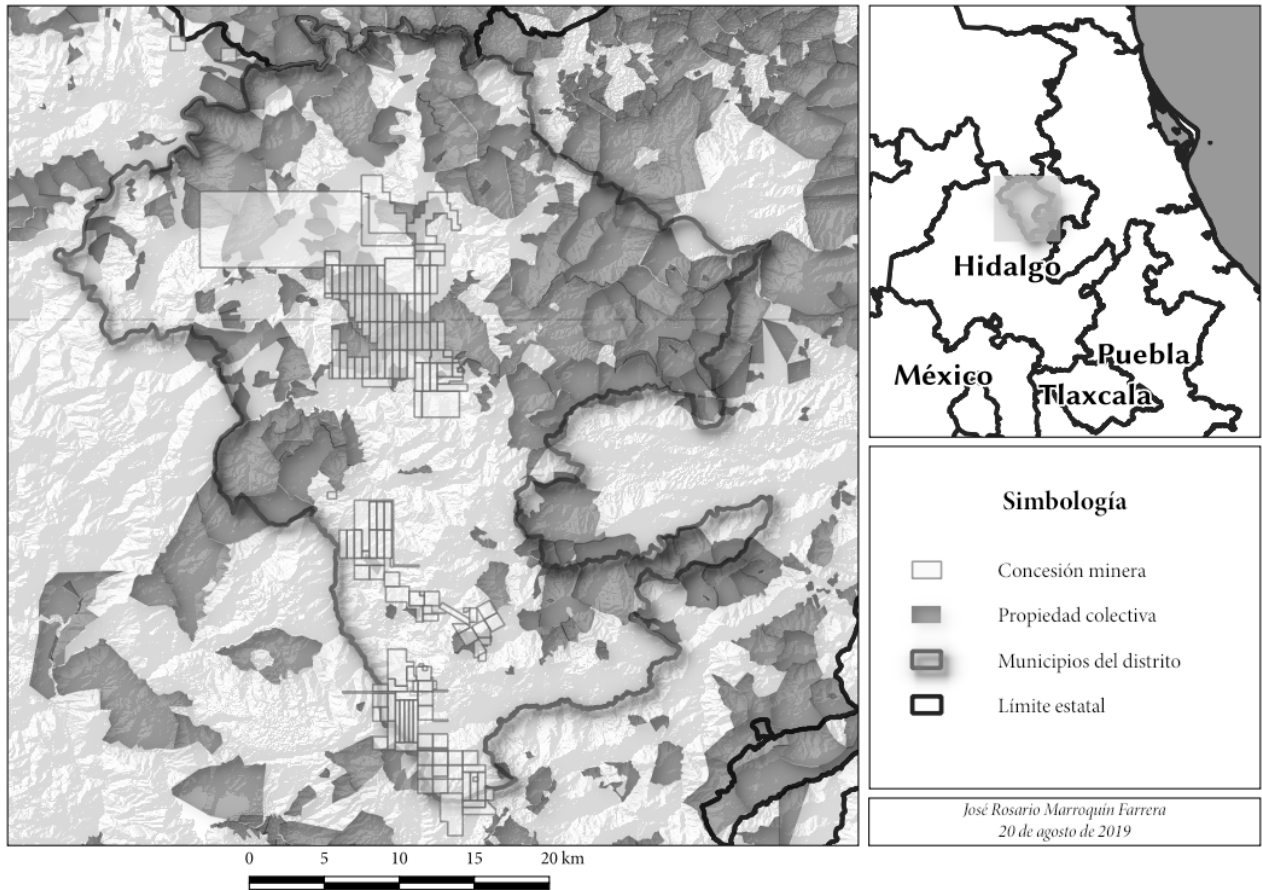 Hidalgo
Puebla
México
Tlaxcala
Simbología
Concesión minera
Propiedad colectiva
Municipios del distrito
Límite estatal
José Rosario Marroquín Farrera
20 de agosto de 2019
0 5 10 15 20 km